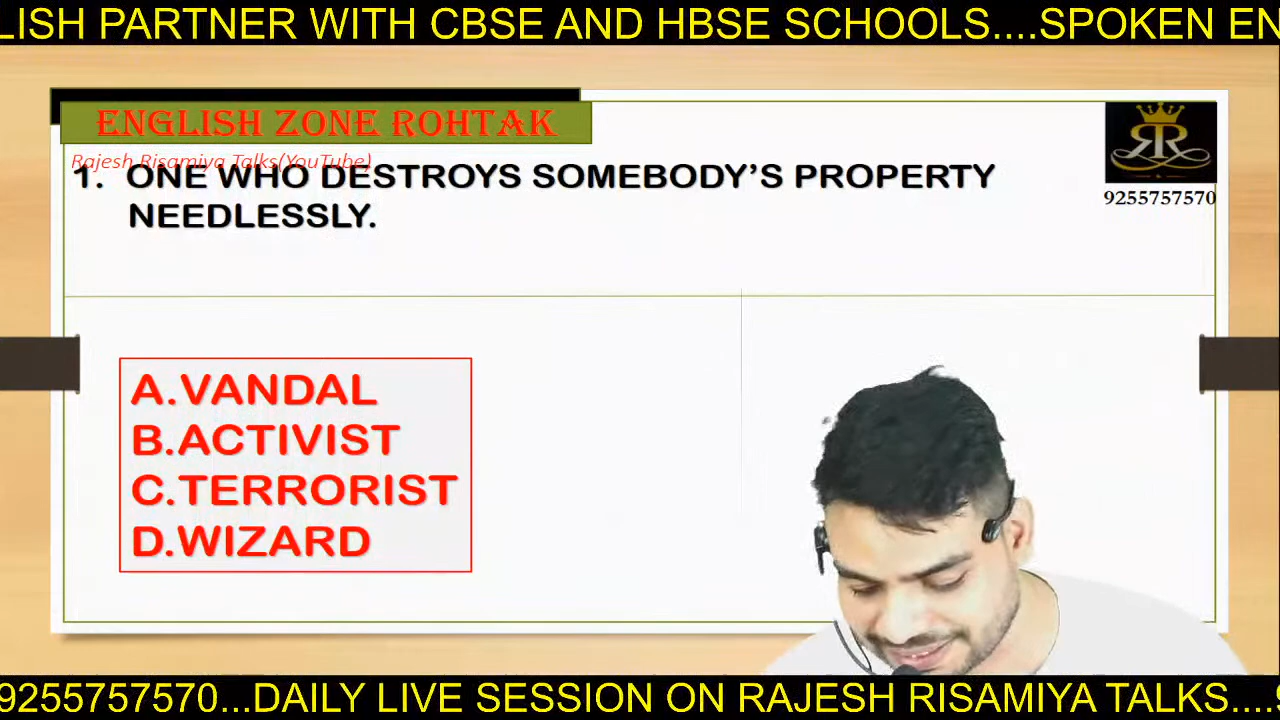 LISH PARTNER WITH CBSE AND HBSE SCHOOLS....SPOKEN EN
ENGLISH ZONE ROHTAK
Rajesh Risamiya Talks(YouTube)
1. ONE WHO DESTROYS SOMEBODY'S PROPERTY
NEEDLESSLY.
RR
9255757570
A.VANDAL
B.ACTIVIST
C.TERRORIST
D.WIZARD
9255757570...DAILY LIVE SESSION ON RAJESH RISAMIYA TALKS....S